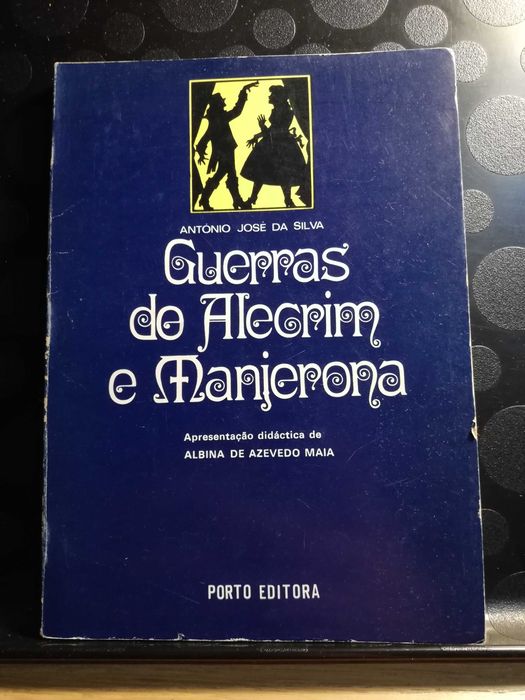 ANTÓNIO JOSÉ DA SILVA
Guerras
do Alecrim
e Manjerona
Apresentação didáctica de
ALBINA DE AZEVEDO MAIA
PORTO EDITORA